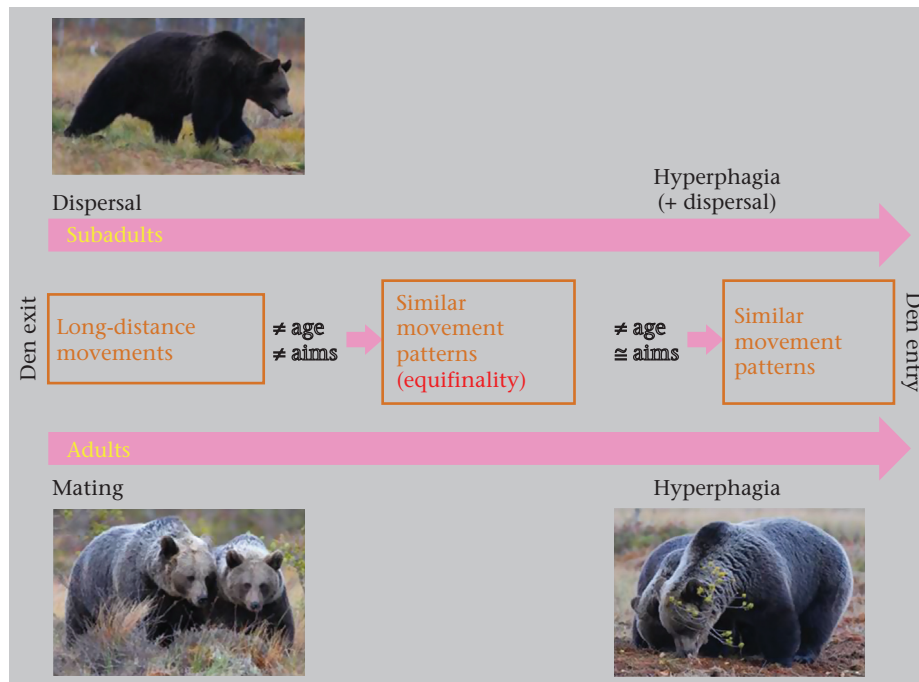 Dispersal
Hyperphagia
(+ dispersal)
Subadults
Den exit
Long-distance
movements
≠ age
≠ aims
Similar
movement
patterns
(equifinality)
≠ age
≅ aims
Similar
movement
patterns
Den entry
Adults
Mating
Hyperphagia